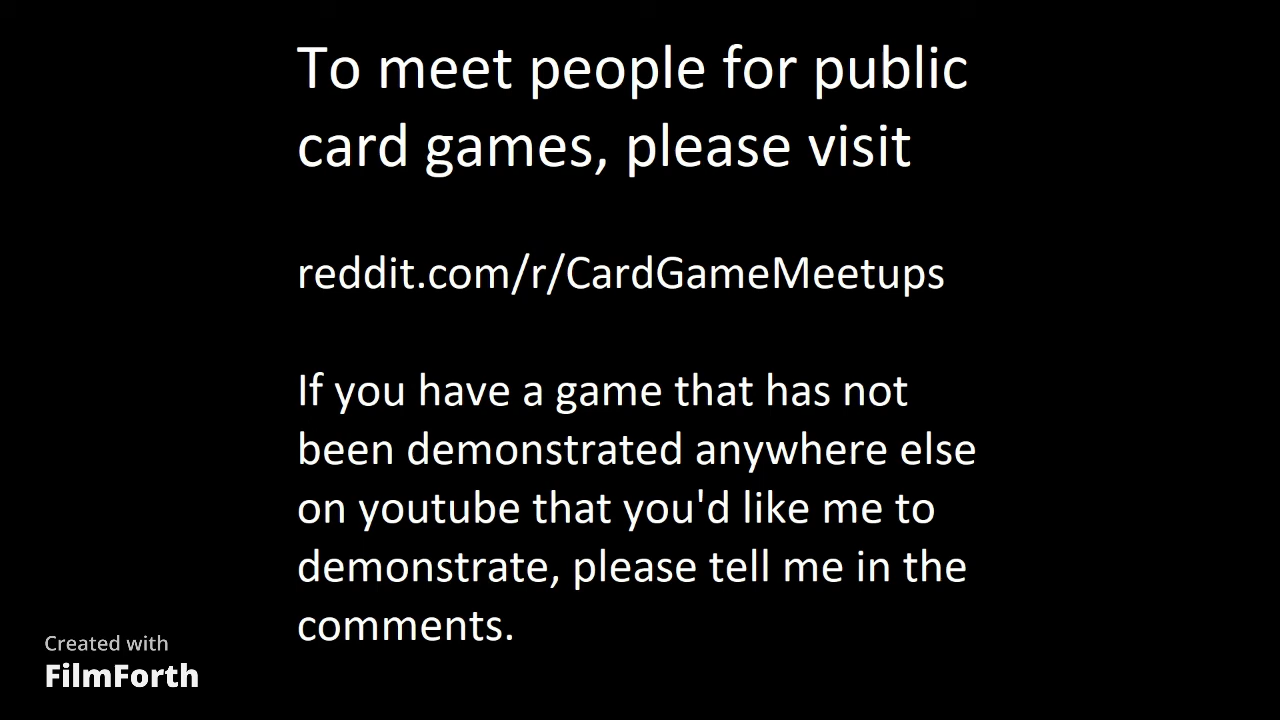 To meet people for public
card games, please visit
reddit.com/r/CardGameMeetups
If you have a game that has not
been demonstrated anywhere else
on youtube that you'd like me to
demonstrate, please tell me in the
comments.
Created with
FilmForth